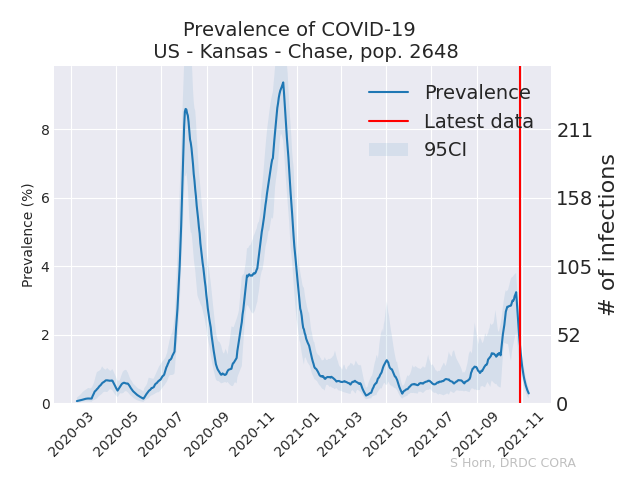 Prevalence of COVID-19
US - Kansas - Chase, pop. 2648
Prevalence
Latest data
95CI
Prevalence (%)
8
6
4
2
0
211
158
105
52
0
# of infections
2020-03
2020-05
2020-07
2020-09
2020-11
2021-01
2021-03
2021-05
2021-07
2021-09
2021-11
S Horn, DRDC CORA